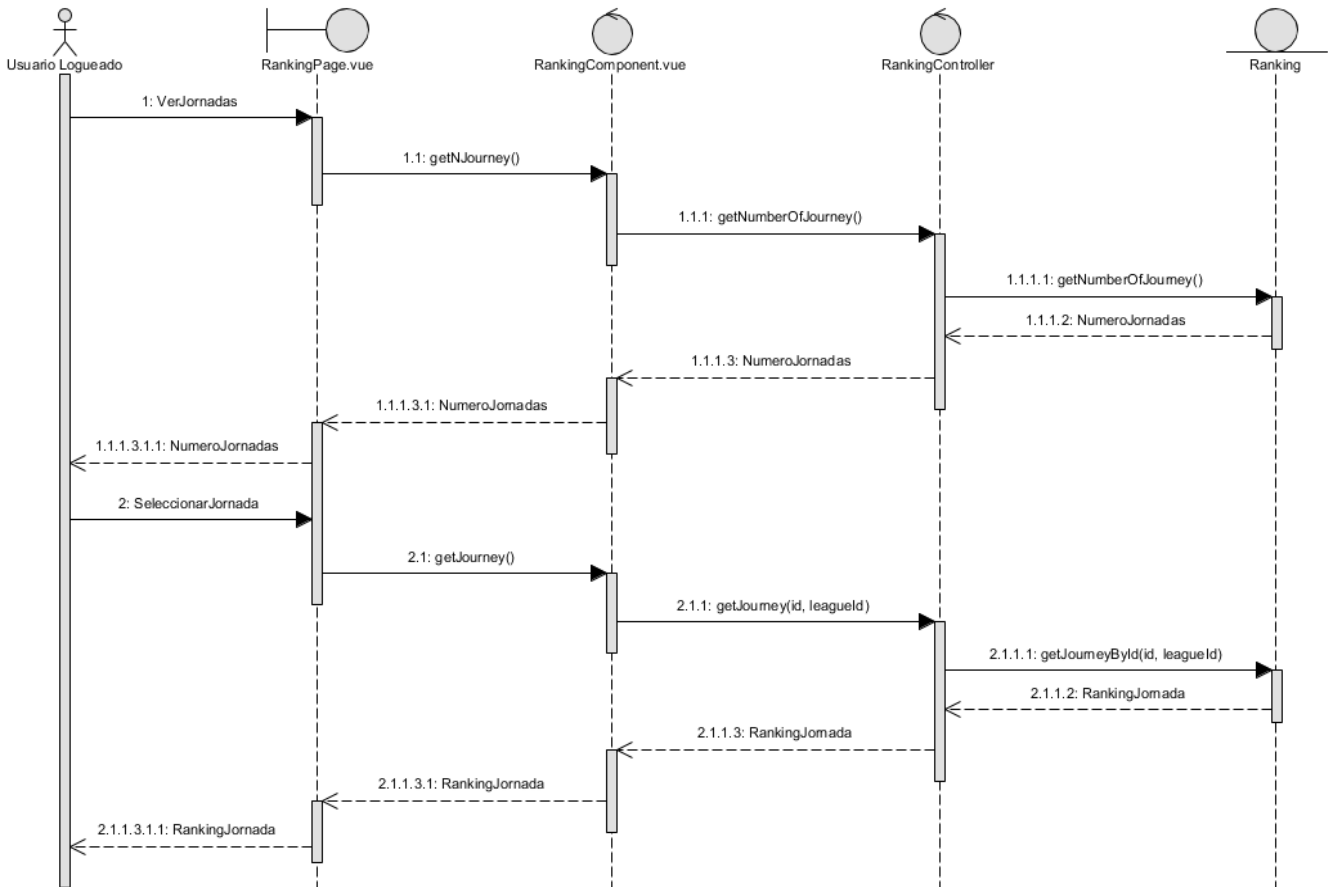 Usuario Logueado
RankingPage.vue
RankingComponent.vue
RankingController
Ranking
1: VerJornadas
1.1: getNJourney()
1.1.1: getNumberOfJourney()
1.1.1.1: getNumberOfJourney()
1.1.1.2: NumeroJornadas
1.1.1.3: NumeroJornadas
1.1.1.3.1: NumeroJornadas
1.1.1.3.1.1: NumeroJornadas
2: SeleccionarJornada
2.1: getJourney()
2.1.1: getJourney(id, leagueId)
2.1.1.1: getJourneyById(id, leagueId)
2.1.1.2: RankingJornada
2.1.1.3: RankingJornada
2.1.1.3.1: RankingJornada
2.1.1.3.1.1: RankingJornada